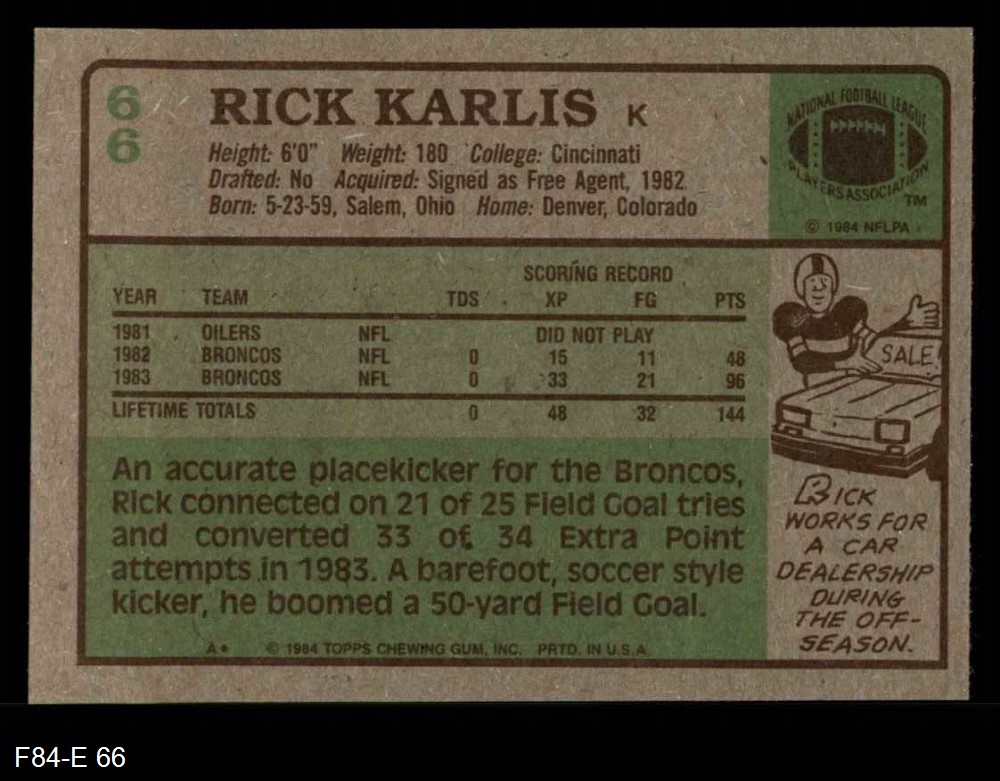 6
6
RICK KARLIS K
Height: 6'0" Weight: 180 College: Cincinnati
Drafted: No Acquired: Signed as Free Agent, 1982
Born: 5-23-59, Salem, Ohio Home: Denver, Colorado
NATIONAL FOOTBALL LEAGUE
PLAYERS ASSOCIATION
TM
© 1984 NFLPA
SCORING RECORD
YEAR TEAM TDS XP FG PTS
1981 OILERS NFL DID NOT PLAY
1982 BRONCOS NFL 0 15 11 48
1983 BRONCOS NFL 0 33 21 96
LIFETIME TOTALS 0 48 32 144
An accurate placekicker for the Broncos,
Rick connected on 21 of 25 Field Goal tries
and converted 33 of 34 Extra Point
attempts in 1983. A barefoot, soccer style
kicker, he boomed a 50-yard Field Goal.
A* © 1984 TOPPS CHEWING GUM, INC. PRTD. IN U.S.A.
SALE!
RICK
WORKS FOR
A CAR
DEALERSHIP
DURING
THE OFF-
SEASON.
F84-E 66